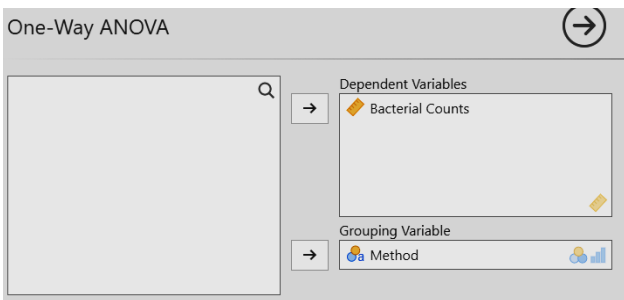 One-Way ANOVA
Dependent Variables
Bacterial Counts
Grouping Variable
a Method